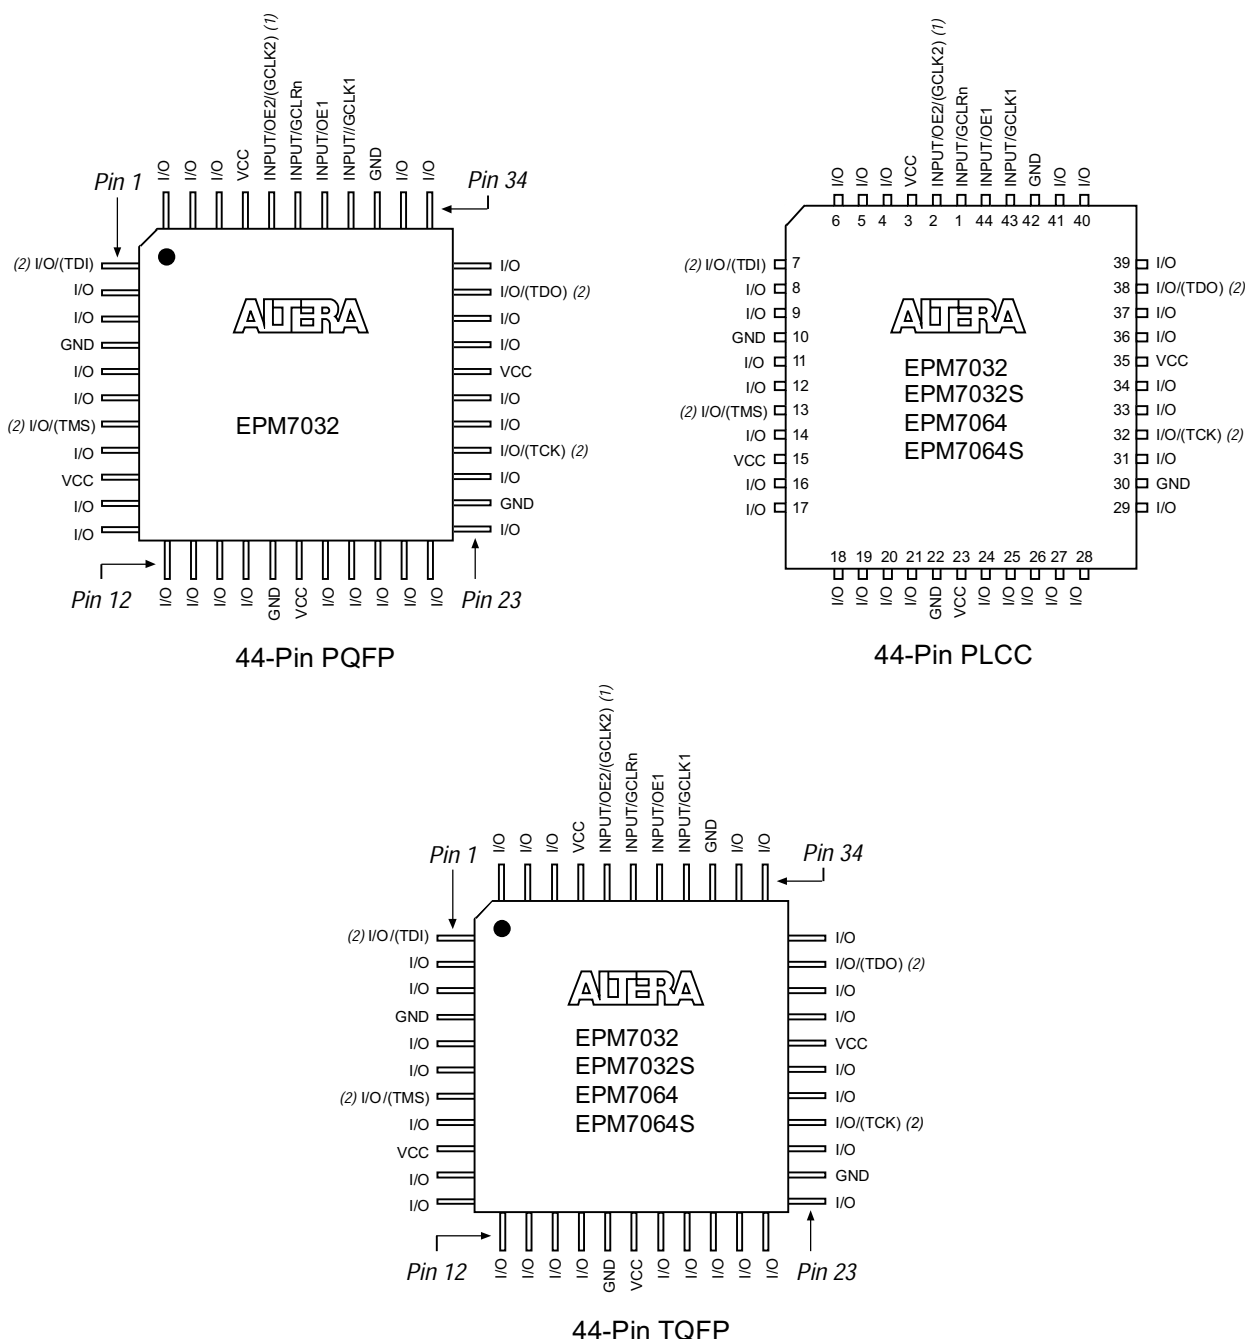 INPUT/OE2/(GCLK2) (1)
INPUT/GCLRn
INPUT/OE1
INPUT//GCLK1
I/O
I/O
I/O
VCC
GND
I/O
I/O
Pin 1
Pin 34
(2) I/O/(TDI)
I/O
I/O
GND
I/O
I/O
(2) I/O/(TMS)
I/O
VCC
I/O
I/O
ALTERA
EPM7032
I/O
I/O/(TDO) (2)
I/O
I/O
VCC
I/O
I/O
I/O/(TCK) (2)
I/O
GND
I/O
Pin 12
I/O
I/O
I/O
I/O
GND
VCC
I/O
I/O
I/O
I/O
I/O
Pin 23
44-Pin PQFP
I/O
I/O
I/O
VCC
INPUT/OE2/(GCLK2) (1)
INPUT/GCLRn
INPUT/OE1
INPUT/GCLK1
GND
I/O
I/O
6 5 4 3 2 1 44 43 42 41 40
(2) I/O/(TDI) 7
I/O 8
I/O 9
GND 10
I/O 11
I/O 12
(2) I/O/(TMS) 13
I/O 14
VCC 15
I/O 16
I/O 17
ALTERA
EPM7032
EPM7032S
EPM7064
EPM7064S
39 I/O
38 I/O/(TDO) (2)
37 I/O
36 I/O
35 VCC
34 I/O
33 I/O
32 I/O/(TCK) (2)
31 I/O
30 GND
29 I/O
18 19 20 21 22 23 24 25 26 27 28
I/O
I/O
I/O
I/O
GND
VCC
I/O
I/O
I/O
I/O
I/O
44-Pin PLCC
I/O
I/O
I/O
VCC
INPUT/OE2/(GCLK2) (1)
INPUT/GCLRn
INPUT/OE1
INPUT/GCLK1
GND
I/O
I/O
Pin 1
Pin 34
(2) I/O/(TDI)
I/O
I/O
GND
I/O
I/O
(2) I/O/(TMS)
I/O
VCC
I/O
I/O
ALTERA
EPM7032
EPM7032S
EPM7064
EPM7064S
I/O
I/O/(TDO) (2)
I/O
I/O
VCC
I/O
I/O
I/O/(TCK) (2)
I/O
GND
I/O
Pin 12
I/O
I/O
I/O
I/O
GND
VCC
I/O
I/O
I/O
I/O
I/O
Pin 23
44-Pin TQFP